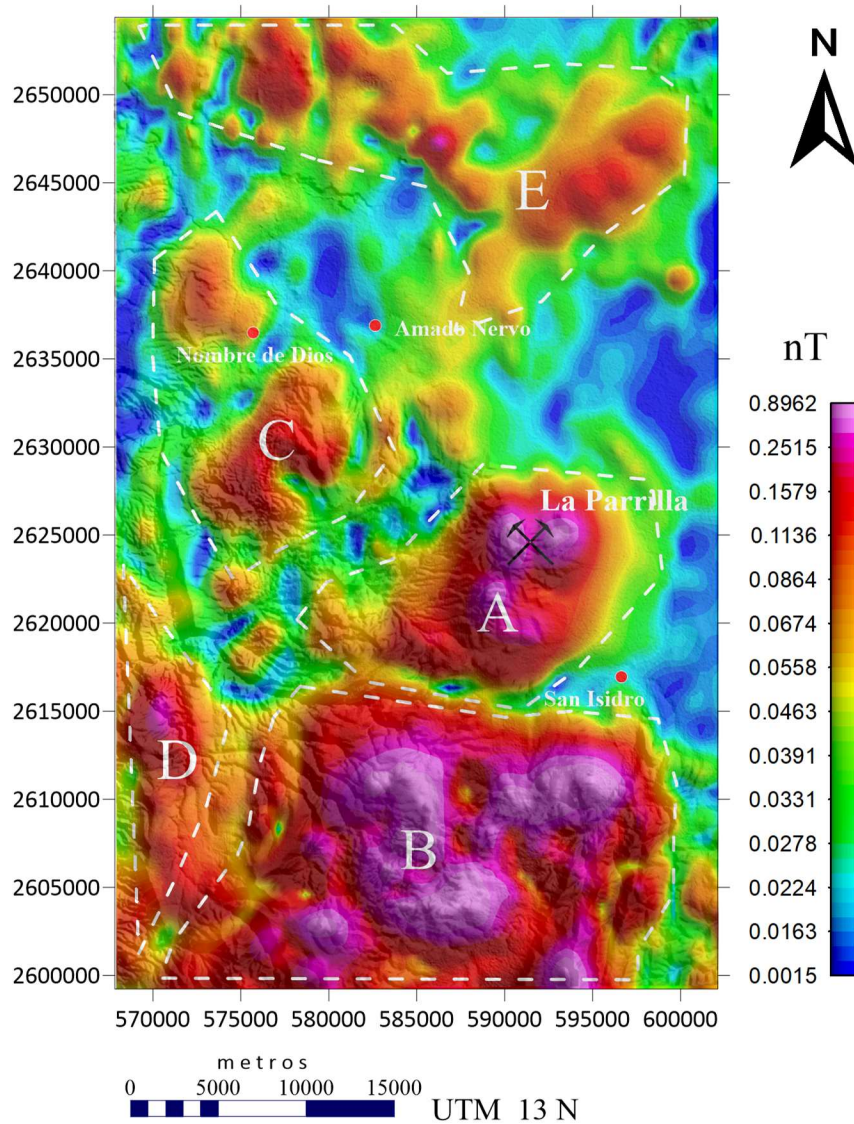 N
2650000
2645000
2640000
2635000
2630000
2625000
2620000
2615000
2610000
2605000
2600000
E
Amado Nervo
Nombre de Dios
C
La Parrilla
A
San Isidro
D
B
nT
0.8962
0.2515
0.1579
0.1136
0.0864
0.0674
0.0558
0.0463
0.0391
0.0331
0.0278
0.0224
0.0163
0.0015
570000 575000 580000 585000 590000 595000 600000
metros
0 5000 10000 15000
UTM 13 N